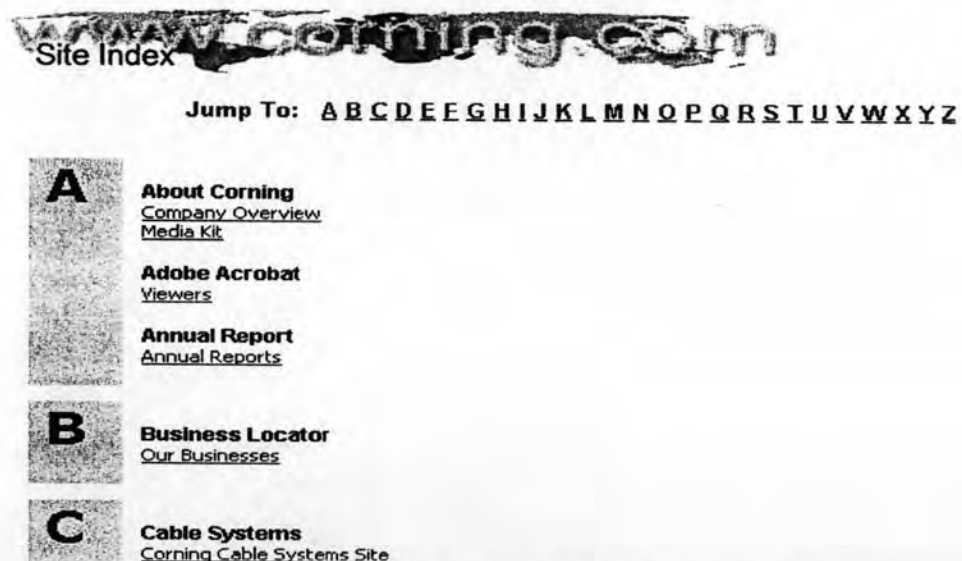 www.corning.com
Site Index
Jump To: A B C D E F G H I J K L M N O P Q R S T U V W X Y Z
A
About Corning
Company Overview
Media Kit
Adobe Acrobat
Viewers
Annual Report
Annual Reports
B
Business Locator
Our Businesses
C
Cable Systems
Corning Cable Systems Site